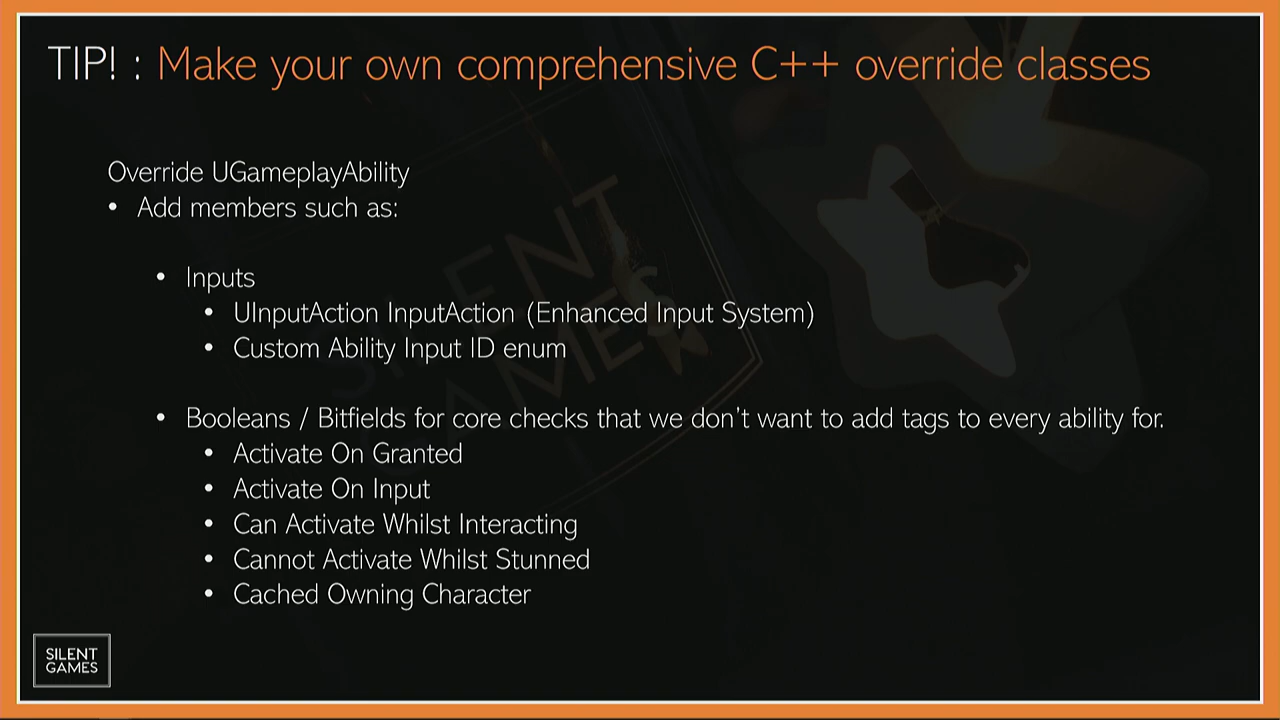 TIP! : Make your own comprehensive C++ override classes
Override UGameplayAbility
• Add members such as:
• Inputs
• UInputAction InputAction (Enhanced Input System)
• Custom Ability Input ID enum
• Booleans / Bitfields for core checks that we don't want to add tags to every ability for.
• Activate On Granted
• Activate On Input
• Can Activate Whilst Interacting
• Cannot Activate Whilst Stunned
• Cached Owning Character
SILENT
GAMES
SILENT
GAMES